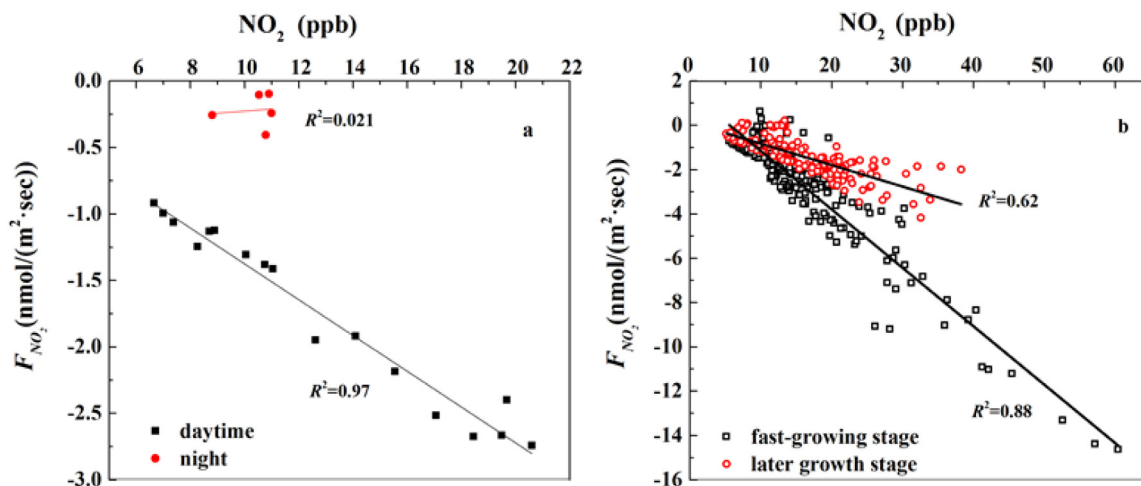 NO2 (ppb)
6 8 10 12 14 16 18 20 22
0.0
-0.5
-1.0
-1.5
-2.0
-2.5
-3.0
FNO2(nmol/(m2·sec))
R2=0.021
a
R2=0.97
daytime
night
NO2 (ppb)
0 10 20 30 40 50 60
2
0
-2
-4
-6
-8
-10
-12
-14
-16
FNO2(nmol/(m2·sec))
b
R2=0.62
R2=0.88
fast-growing stage
later growth stage